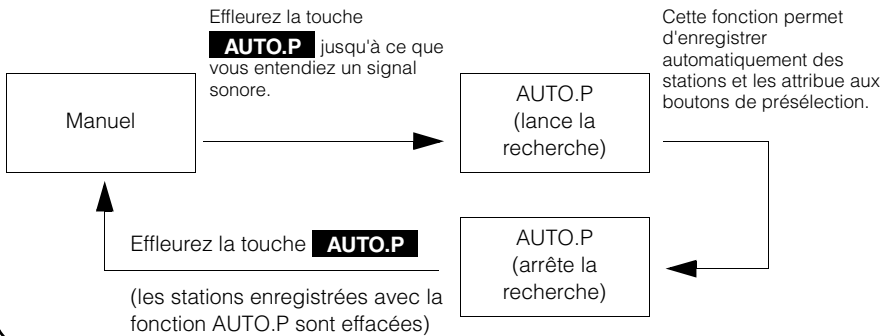 Effleurez la touche
AUTO.P jusqu'à ce que
vous entendiez un signal
sonore.
Cette fonction permet
d'enregistrer
automatiquement des
stations et les attribue aux
boutons de présélection.
Manuel
AUTO.P
(lance la
recherche)
Effleurez la touche AUTO.P
(les stations enregistrées avec la
fonction AUTO.P sont effacées)
AUTO.P
(arrête la
recherche)